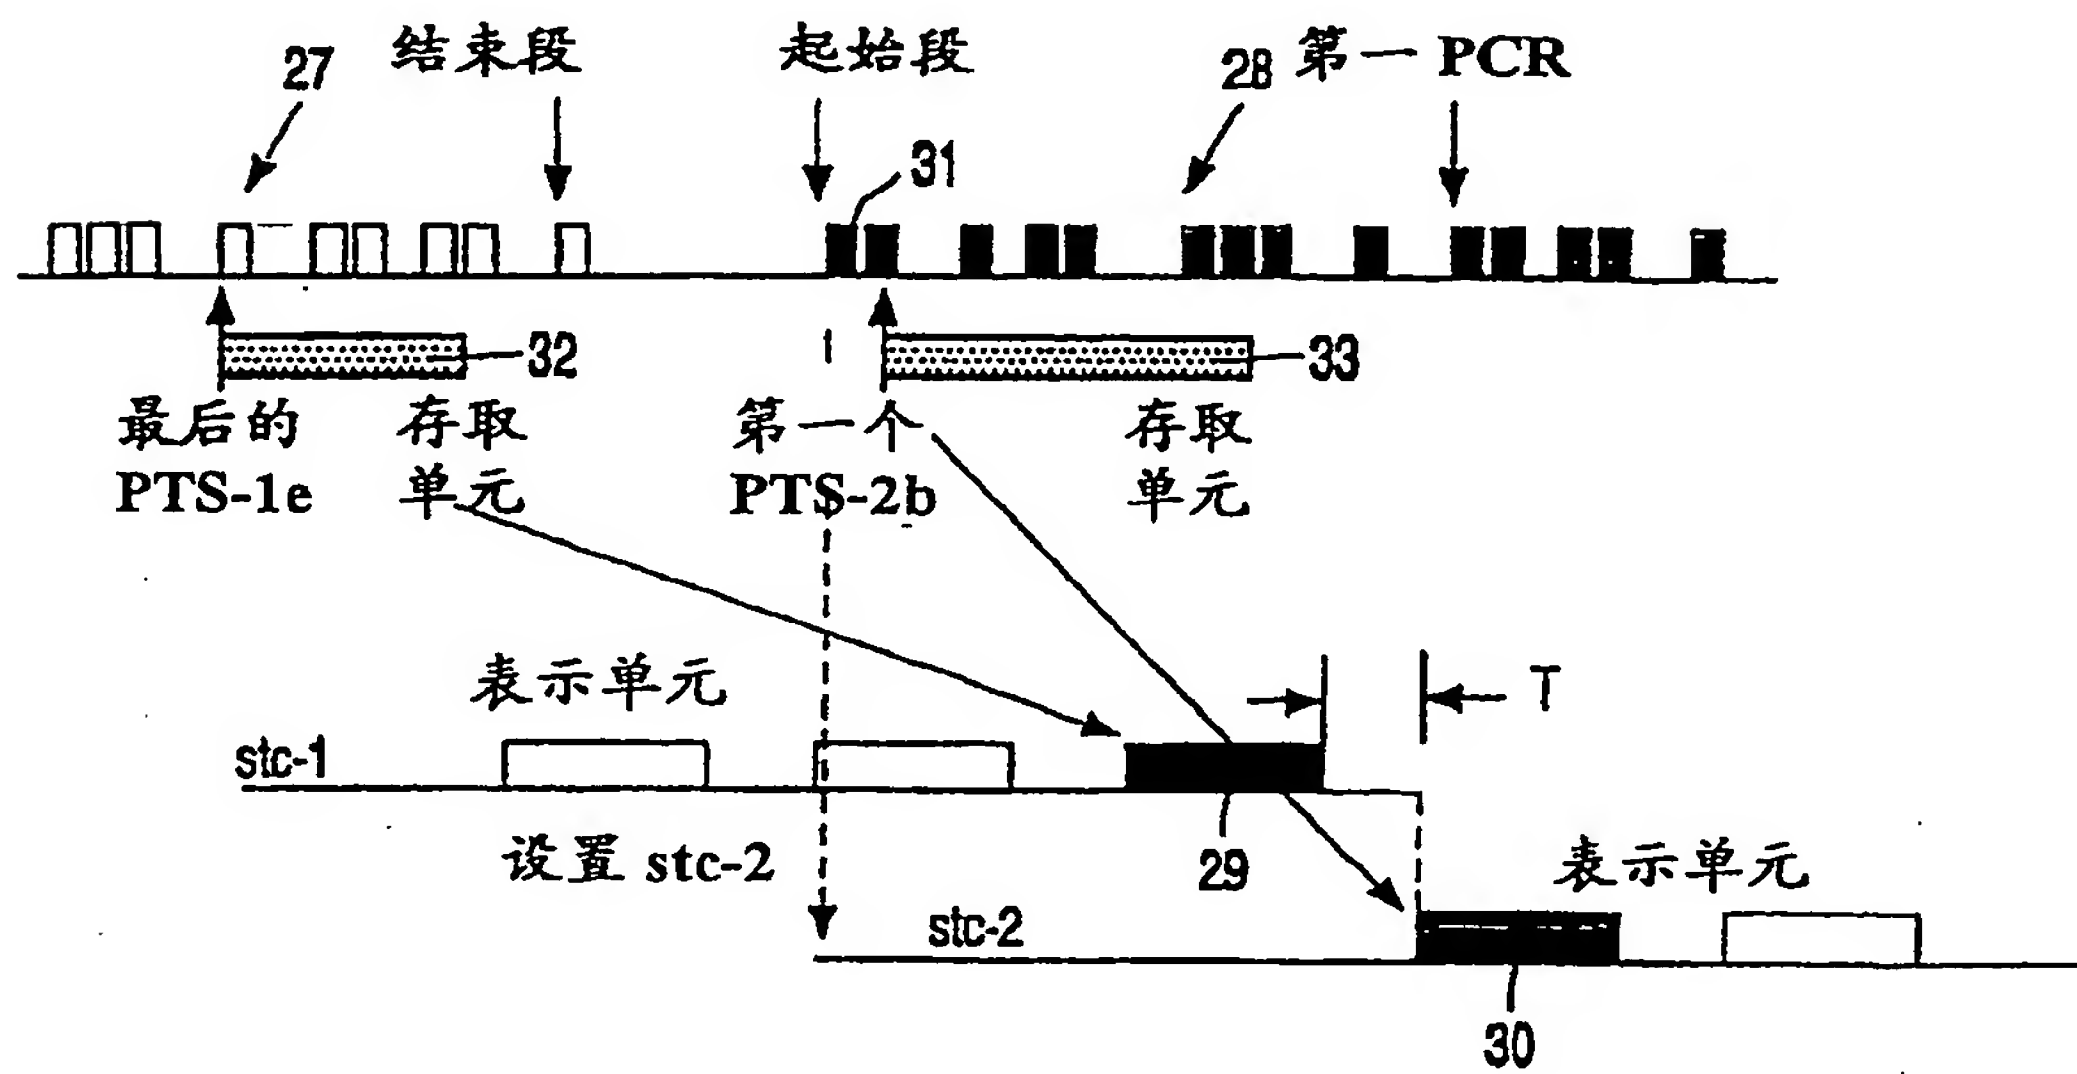 27
结束段
起始段
28
第一 PCR
31
32
33
最后的
PTS-1e
存取
单元
第一个
PTS-2b
存取
单元
表示单元
T
stc-1
设置 stc-2
29
表示单元
stc-2
30